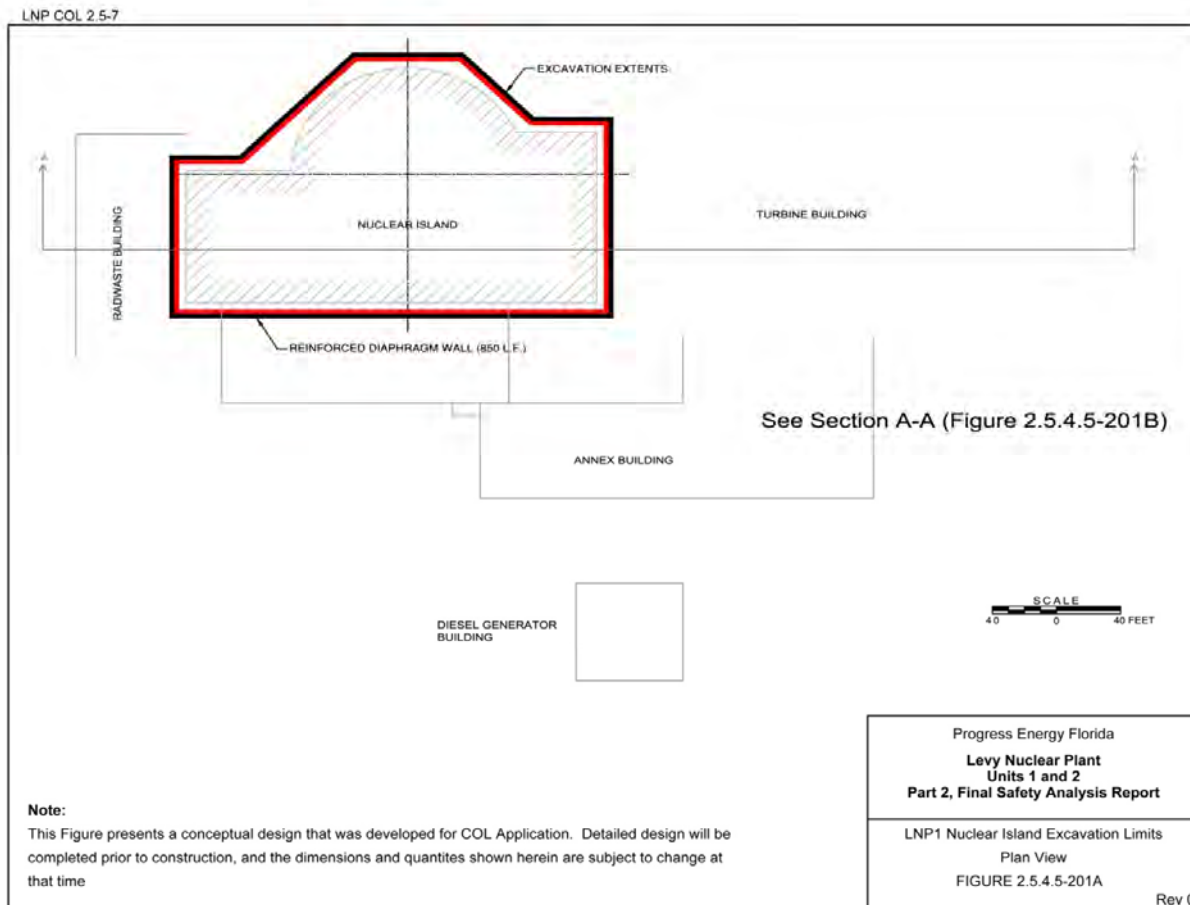 LNP COL 2.5-7
EXCAVATION EXTENTS
A
A
RADWASTE BUILDING
NUCLEAR ISLAND
TURBINE BUILDING
REINFORCED DIAPHRAGM WALL (850 L.F.)
See Section A-A (Figure 2.5.4.5-201B)
ANNEX BUILDING
DIESEL GENERATOR
BUILDING
SCALE
40 0 40 FEET
Progress Energy Florida
Levy Nuclear Plant
Units 1 and 2
Part 2, Final Safety Analysis Report
Note:
This Figure presents a conceptual design that was developed for COL Application. Detailed design will be
completed prior to construction, and the dimensions and quantites shown herein are subject to change at
that time
LNP1 Nuclear Island Excavation Limits
Plan View
FIGURE 2.5.4.5-201A
Rev